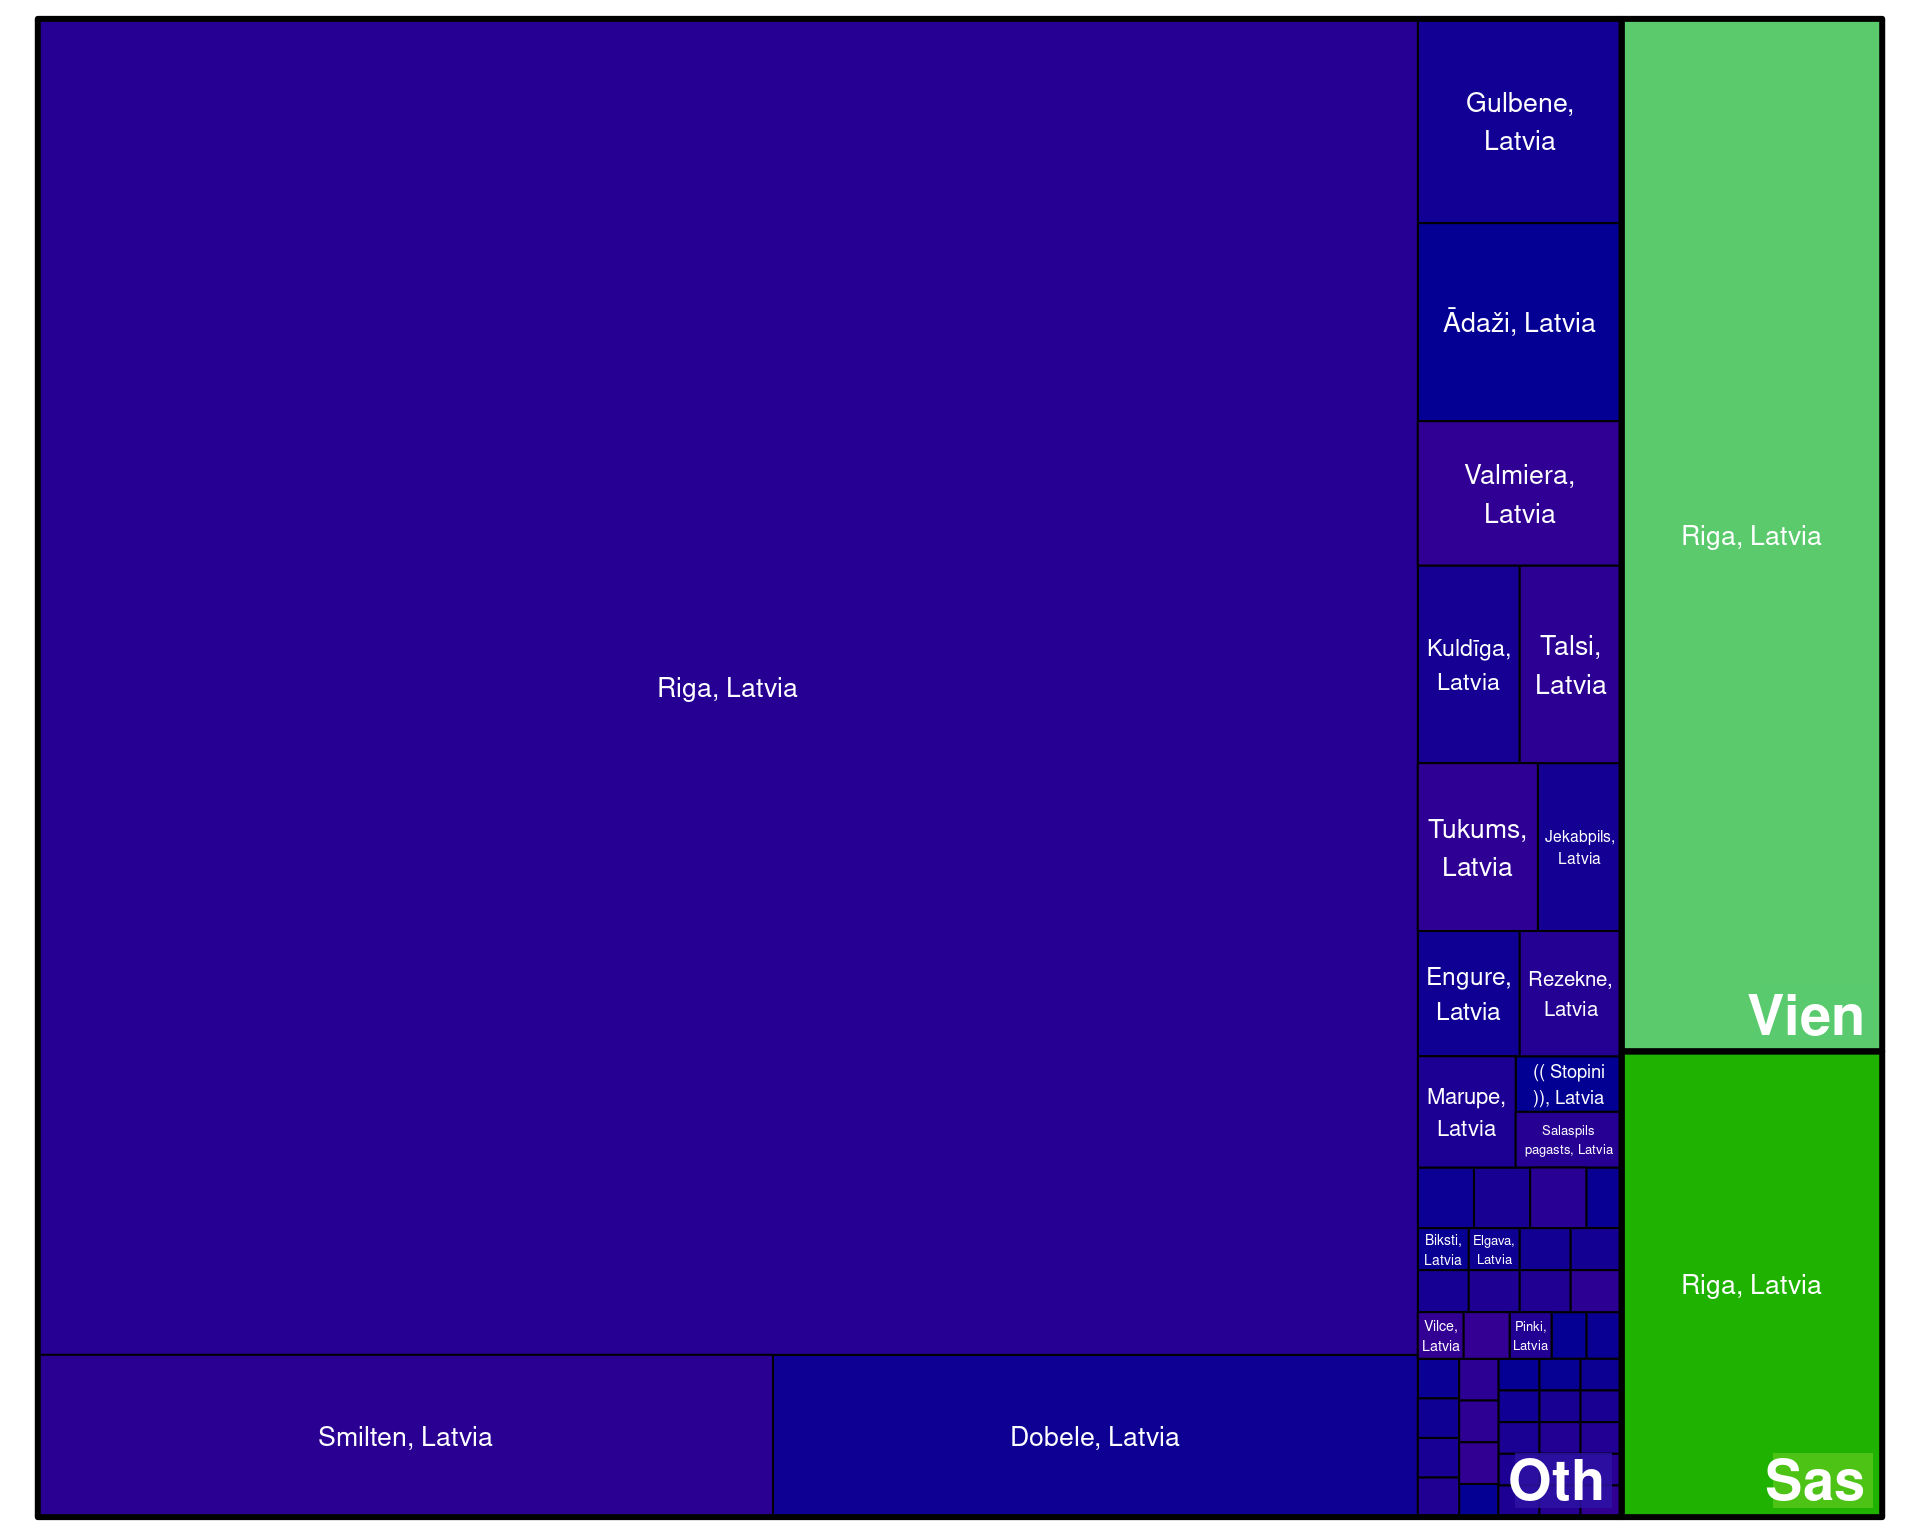 Riga, Latvia
Smilten, Latvia
Dobele, Latvia
Gulbene,
Latvia
Ādaži, Latvia
Valmiera,
Latvia
Kuldīga,
Latvia
Talsi,
Latvia
Tukums,
Latvia
Jekabpils,
Latvia
Engure,
Latvia
Rezekne,
Latvia
Marupe,
Latvia
(( Stopini
)), Latvia
Salaspils
pagasts, Latvia
Biksti,
Latvia
Elgava,
Latvia
Vilce,
Latvia
Pinki,
Latvia
Oth
Riga, Latvia
Vien
Riga, Latvia
Sas